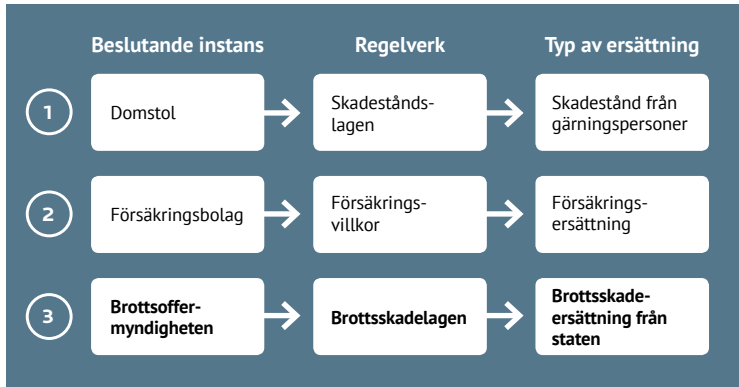 Beslutande instans
Regelverk
Typ av ersättning
1
Domstol
Skadestånds-
lagen
Skadestånd från
gärningspersoner
2
Försäkringsbolag
Försäkrings-
villkor
Försäkrings-
ersättning
3
Brottsoffer-
myndigheten
Brottsskadelagen
Brottsskade-
ersättning från
staten